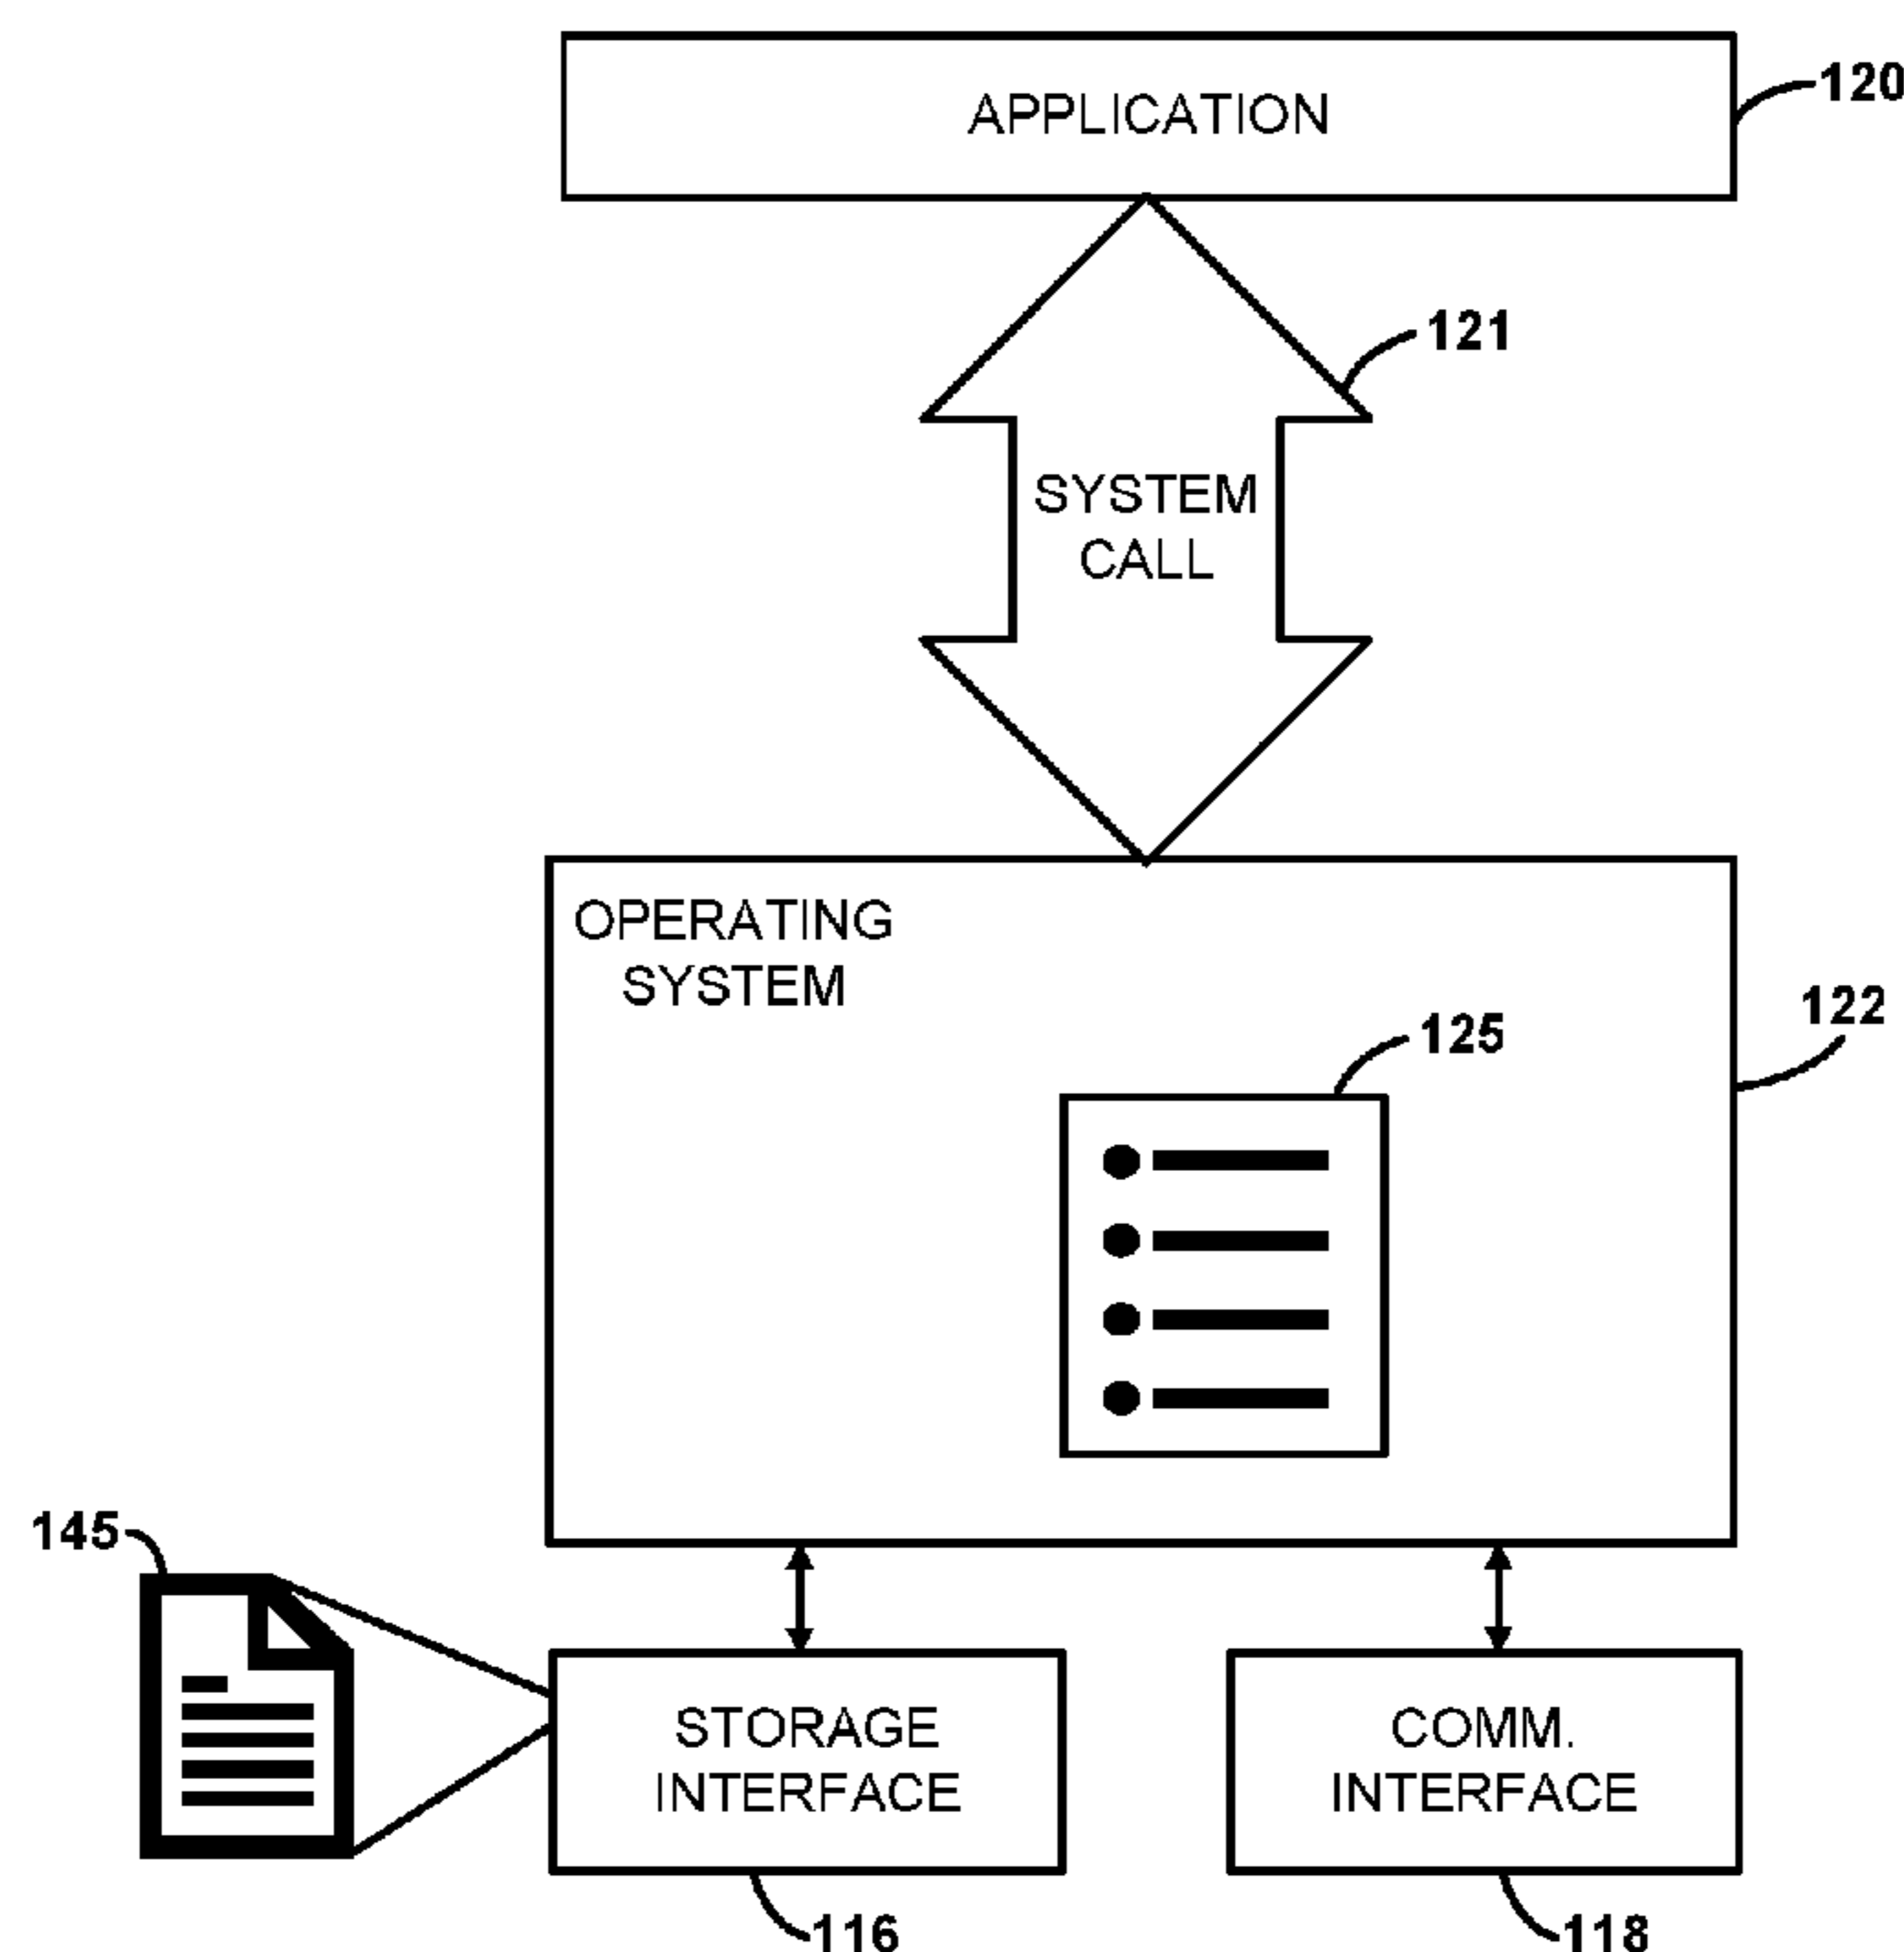 APPLICATION
120
121
SYSTEM
CALL
OPERATING
SYSTEM
122
125
145
STORAGE
INTERFACE
COMM.
INTERFACE
116
118